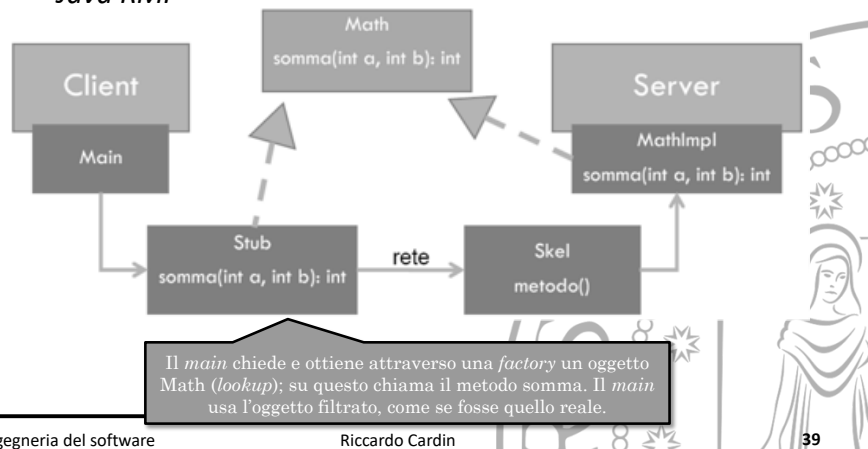 Java RMI
Math
somma(int a, int b): int
Client
Main
Server
MathImpl
somma(int a, int b): int
Stub
somma(int a, int b): int
rete
Skel
metodo()
Il main chiede e ottiene attraverso una factory un oggetto
Math (lookup); su questo chiama il metodo somma. Il main
usa l'oggetto filtrato, come se fosse quello reale.
gegneria del software
Riccardo Cardin
39